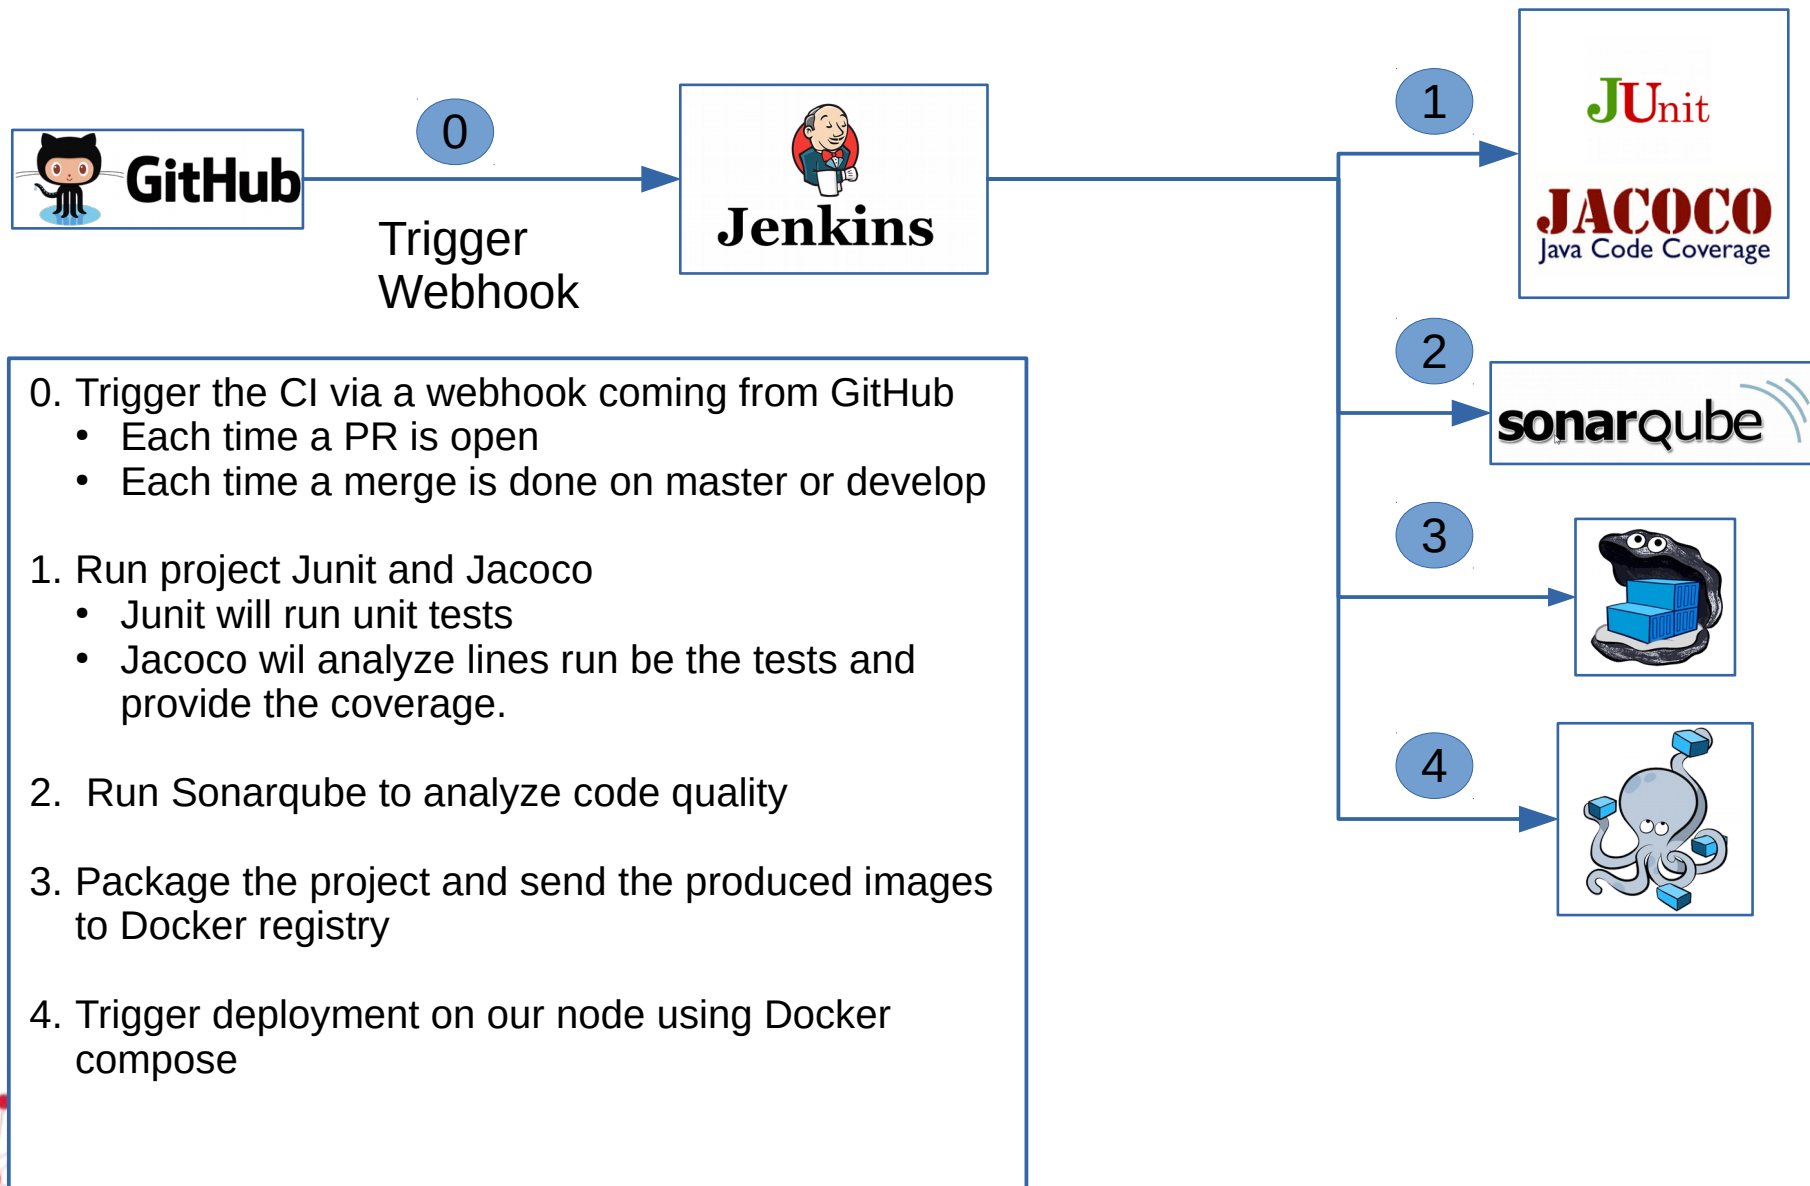 0
1
GitHub
Jenkins
JUnit
JACOCO
Java Code Coverage
Trigger
Webhook
2
sonarqube
3
4
0. Trigger the CI via a webhook coming from GitHub
• Each time a PR is open
• Each time a merge is done on master or develop
1. Run project Junit and Jacoco
• Junit will run unit tests
• Jacoco wil analyze lines run be the tests and
provide the coverage.
2. Run Sonarqube to analyze code quality
3. Package the project and send the produced images
to Docker registry
4. Trigger deployment on our node using Docker
compose